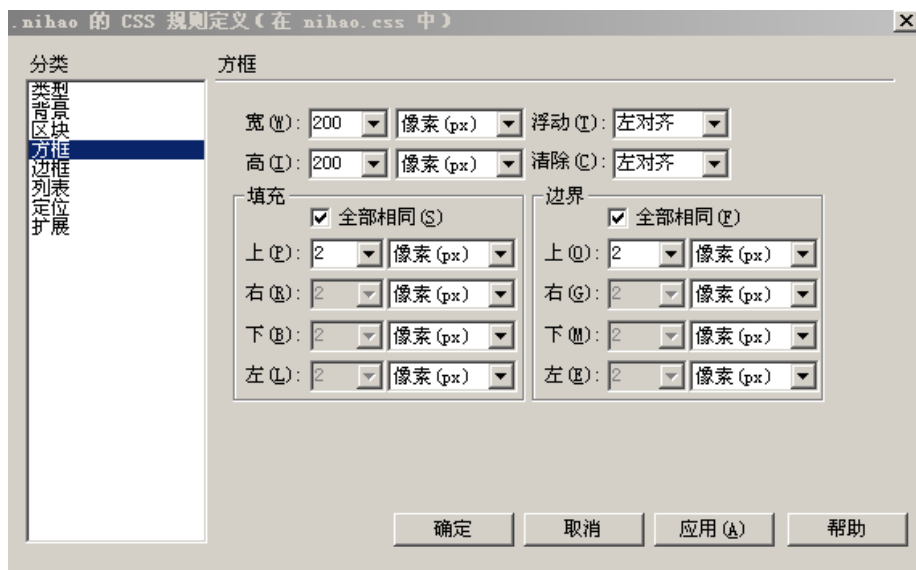 .nihao 的 CSS 规则定义(在 nihao.css 中)
分类
类型
背景
区块
方框
边框
列表
定位
扩展
方框
宽(W): 200 像素(px) 浮动(T): 左对齐
高(I): 200 像素(px) 清除(C): 左对齐
填充 边界
全部相同(S) 全部相同(F)
上(P): 2 像素(px) 上(O): 2 像素(px)
右(R): 2 像素(px) 右(G): 2 像素(px)
下(B): 2 像素(px) 下(M): 2 像素(px)
左(L): 2 像素(px) 左(E): 2 像素(px)
确定 取消 应用(A) 帮助